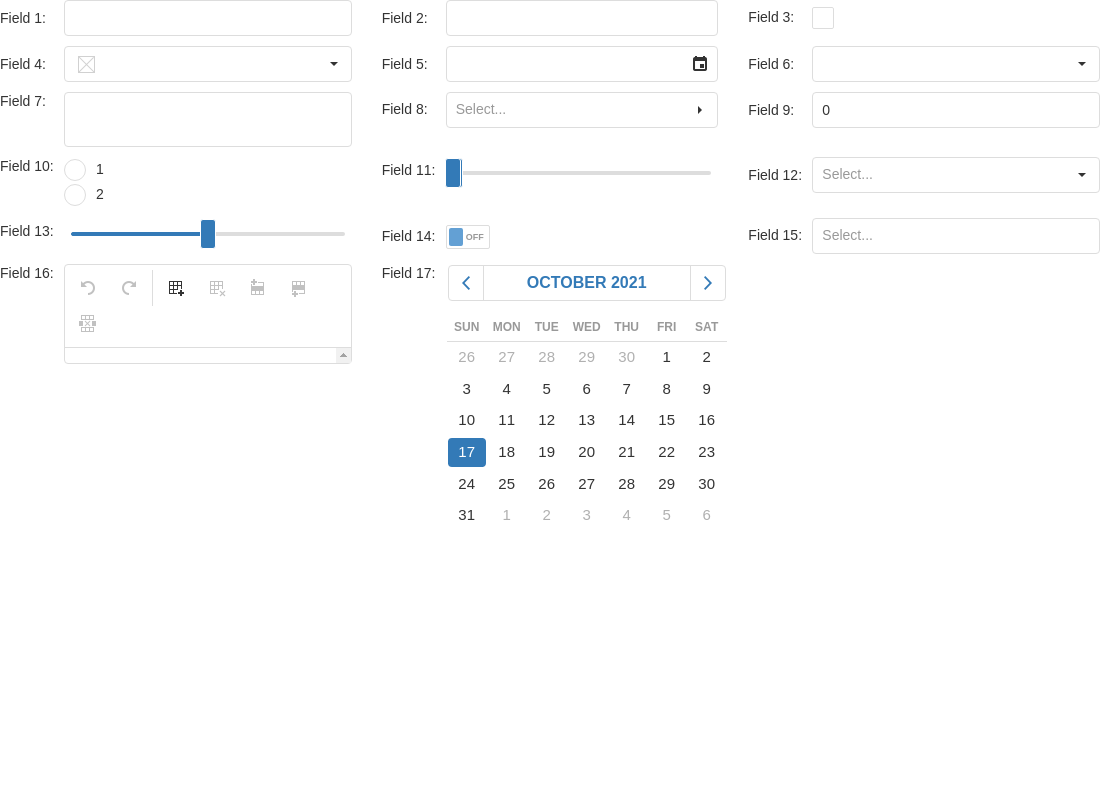 Field 1:
Field 2:
Field 3:
Field 4:
Field 5:
Field 6:
Field 7:
Field 8: Select...
Field 9: 0
Field 10: 1
2
Field 11:
Field 12: Select...
Field 13:
Field 14: OFF
Field 15: Select...
Field 16:
Field 17:
OCTOBER 2021
SUN MON TUE WED THU FRI SAT
26 27 28 29 30 1 2
3 4 5 6 7 8 9
10 11 12 13 14 15 16
17 18 19 20 21 22 23
24 25 26 27 28 29 30
31 1 2 3 4 5 6